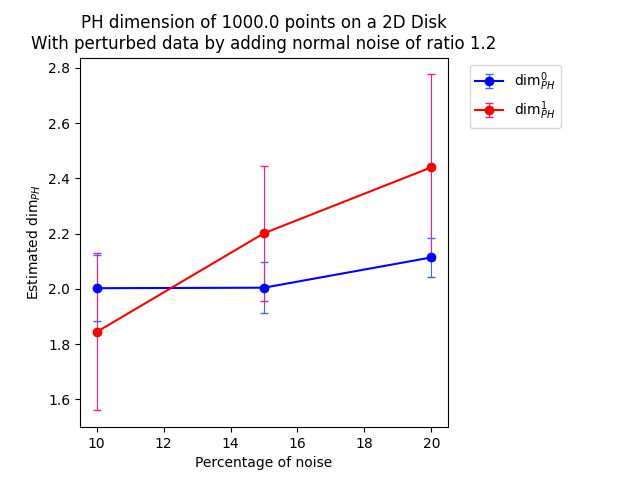 PH dimension of 1000.0 points on a 2D Disk
With perturbed data by adding normal noise of ratio 1.2
2.8
2.6
2.4
2.2
2.0
1.8
1.6
Estimated dim_PH
10
12
14
16
18
20
Percentage of noise
dim^0_PH
dim^1_PH